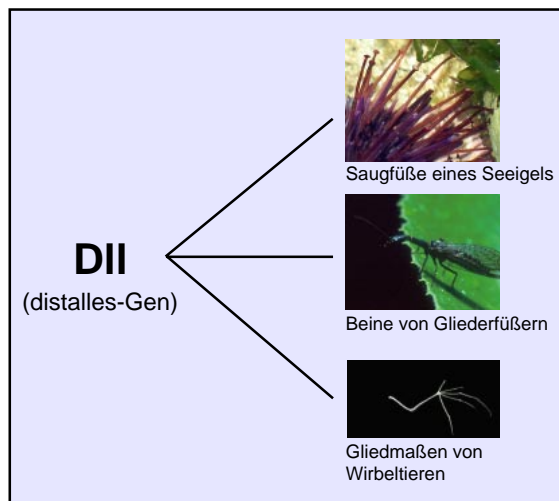 Saugfüße eines Seeigels
Dll
(distalles-Gen)
Beine von Gliederfüßern
Gliedmaßen von
Wirbeltieren